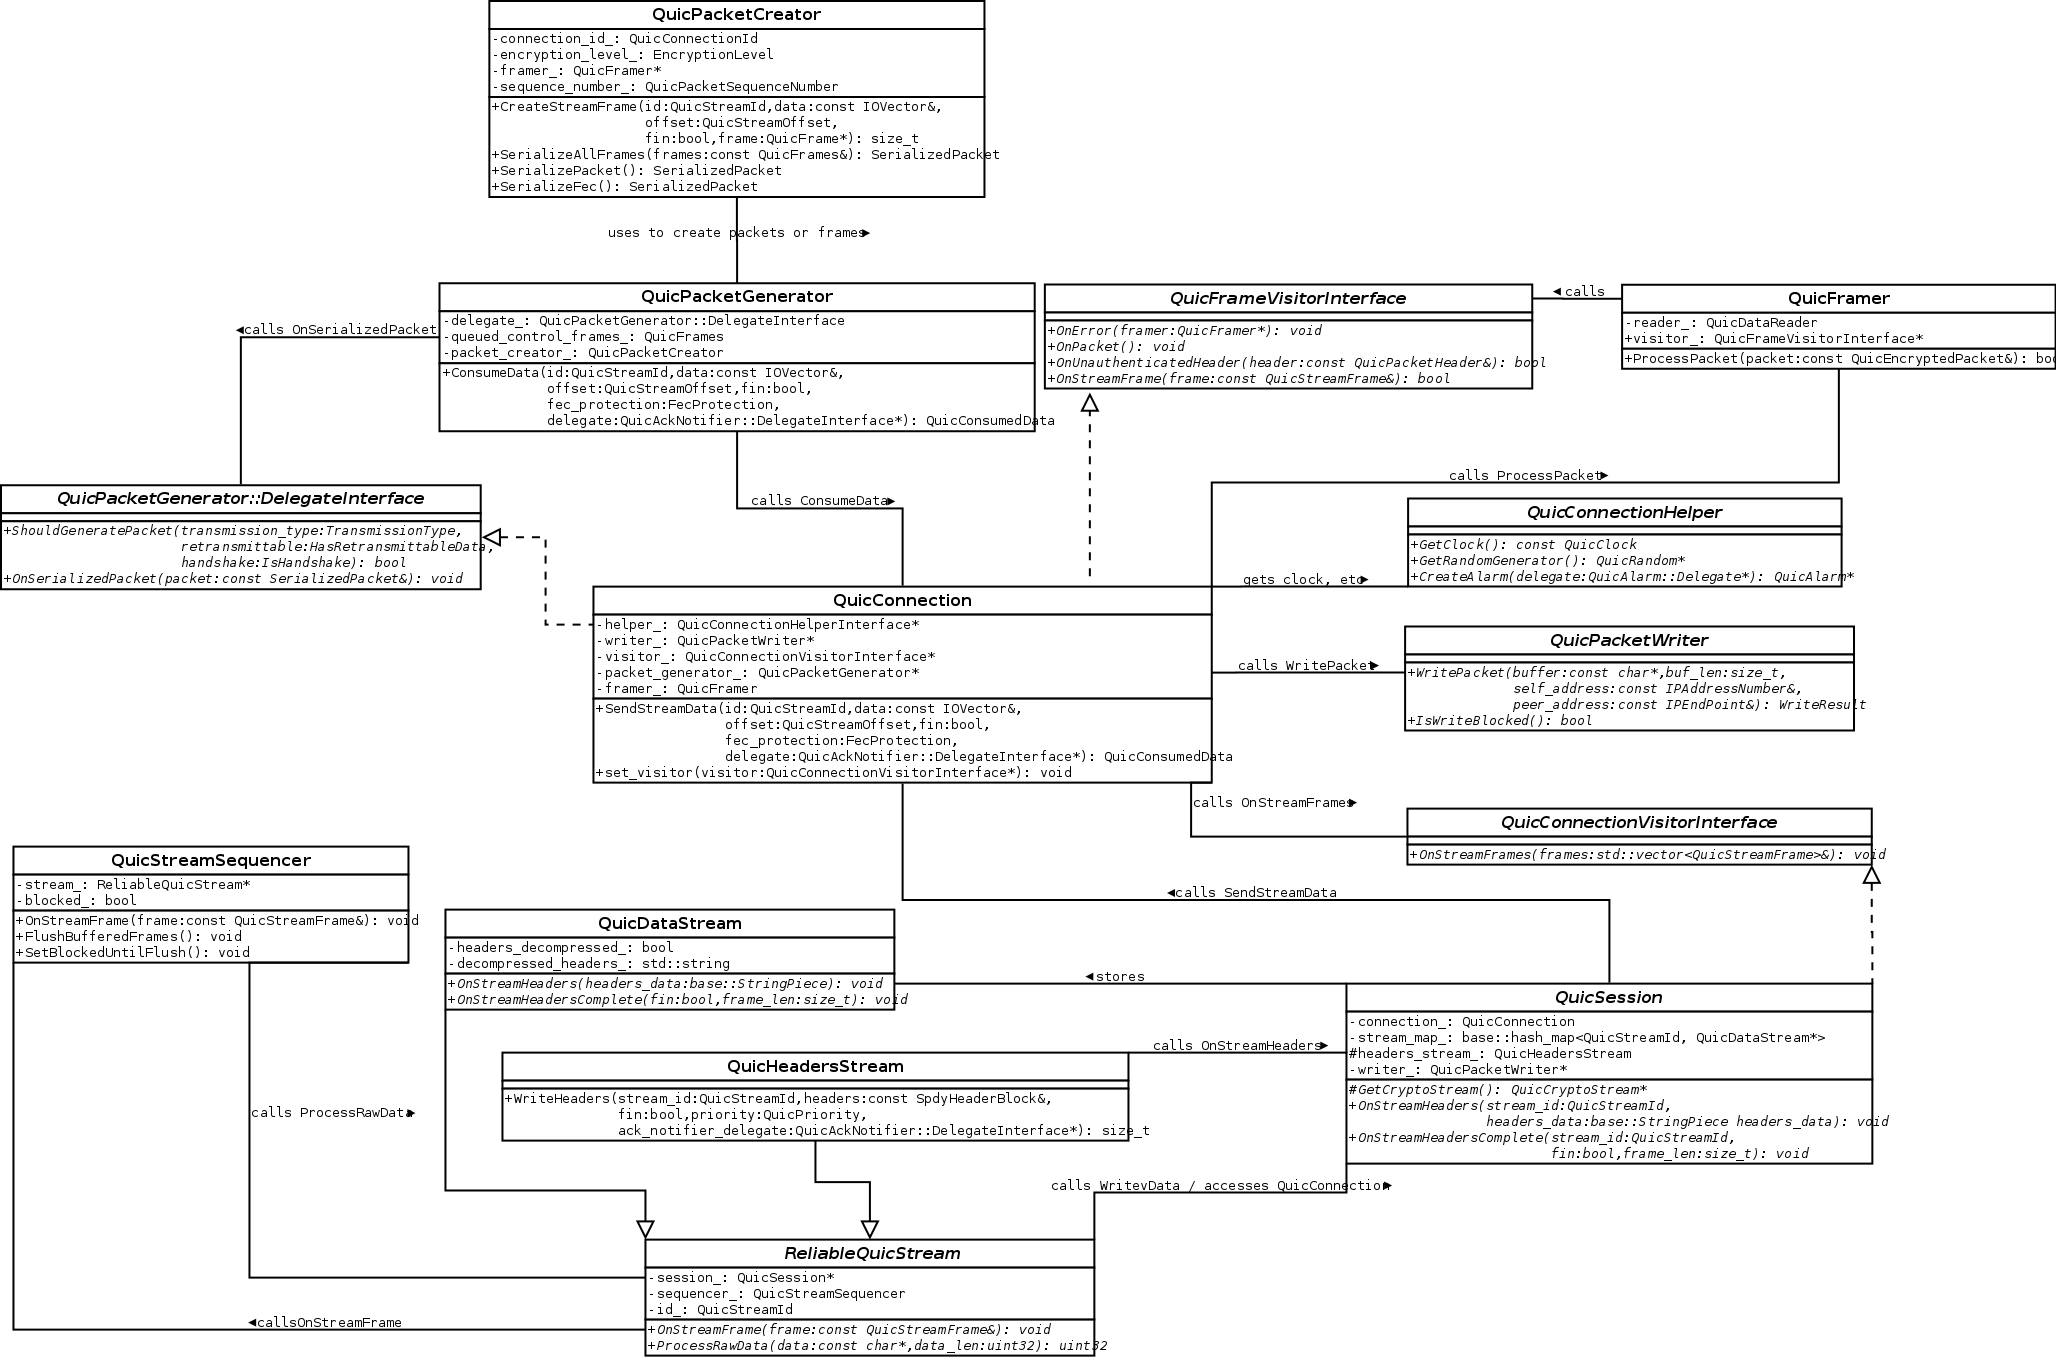 QuicPacketCreator
-connection_id_: QuicConnectionId
-encryption_level_: EncryptionLevel
-framer_: QuicFramer*
-sequence_number_: QuicPacketSequenceNumber
+CreateStreamFrame(id:QuicStreamId,data:const IOVector&,
offset:QuicStreamOffset,
fin:bool,frame:QuicFrame*): size_t
+SerializeAllFrames(frames:const QuicFrames&): SerializedPacket
+SerializePacket(): SerializedPacket
+SerializeFec(): SerializedPacket
uses to create packets or frames
QuicPacketGenerator
-delegate_: QuicPacketGenerator::DelegateInterface
-queued_control_frames_: QuicFrames
-packet_creator_: QuicPacketCreator
+ConsumeData(id:QuicStreamId,data:const IOVector&,
offset:QuicStreamOffset,fin:bool,
fec_protection:FecProtection,
delegate:QuicAckNotifier::DelegateInterface*): QuicConsumedData
QuicFrameVisitorInterface
+OnError(framer:QuicFramer*): void
+OnPacket(): void
+OnUnauthenticatedHeader(header:const QuicPacketHeader&): bool
+OnStreamFrame(frame:const QuicStreamFrame&): bool
calls
QuicFramer
-reader_: QuicDataReader
+visitor_: QuicFrameVisitorInterface*
+ProcessPacket(packet:const QuicEncryptedPacket&): boo
calls OnSerializedPacket
QuicPacketGenerator::DelegateInterface
+ShouldGeneratePacket(transmission_type:TransmissionType,
retransmittable:HasRetransmittableData,
handshake:IsHandshake): bool
+OnSerializedPacket(packet:const SerializedPacket&): void
calls ConsumeData
calls ProcessPacket
QuicConnectionHelper
+GetClock(): const QuicClock
+GetRandomGenerator(): QuicRandom*
+CreateAlarm(delegate:QuicAlarm::Delegate*): QuicAlarm*
gets clock, etc
QuicConnection
-helper_: QuicConnectionHelperInterface*
-writer_: QuicPacketWriter*
-visitor_: QuicConnectionVisitorInterface*
-packet_generator_: QuicPacketGenerator*
-framer_: QuicFramer
+SendStreamData(id:QuicStreamId,data:const IOVector&,
offset:QuicStreamOffset,fin:bool,
fec_protection:FecProtection,
delegate:QuicAckNotifier::DelegateInterface*): QuicConsumedData
+set_visitor(visitor:QuicConnectionVisitorInterface*): void
calls WritePacket
QuicPacketWriter
+WritePacket(buffer:const char*,buf_len:size_t,
self_address:const IPAddressNumber&,
peer_address:const IPEndPoint&): WriteResult
+IsWriteBlocked(): bool
calls OnStreamFrames
QuicConnectionVisitorInterface
+OnStreamFrames(frames:std::vector<QuicStreamFrame>&): void
QuicStreamSequencer
-stream_: ReliableQuicStream*
-blocked_: bool
+OnStreamFrame(frame:const QuicStreamFrame&): void
+FlushBufferedFrames(): void
+SetBlockedUntilFlush(): void
calls SendStreamData
QuicDataStream
-headers_decompressed_: bool
-decompressed_headers_: std::string
+OnStreamHeaders(headers_data:base::StringPiece): void
+OnStreamHeadersComplete(fin:bool,frame_len:size_t): void
stores
QuicSession
-connection_: QuicConnection
-stream_map_: base::hash_map<QuicStreamId, QuicDataStream*>
#headers_stream_: QuicHeadersStream
-writer_: QuicPacketWriter*
#GetCryptoStream(): QuicCryptoStream*
+OnStreamHeaders(stream_id:QuicStreamId,
headers_data:base::StringPiece headers_data): void
+OnStreamHeadersComplete(stream_id:QuicStreamId,
fin:bool,frame_len:size_t): void
calls OnStreamHeaders
QuicHeadersStream
+WriteHeaders(stream_id:QuicStreamId,headers:const SpdyHeaderBlock&,
fin:bool,priority:QuicPriority,
ack_notifier_delegate:QuicAckNotifier::DelegateInterface*): size_t
calls ProcessRawData
calls WritevData / accesses QuicConnection
ReliableQuicStream
-session_: QuicSession*
-sequencer_: QuicStreamSequencer
-id_: QuicStreamId
+OnStreamFrame(frame:const QuicStreamFrame&): void
+ProcessRawData(data:const char*,data_len:uint32): uint32
callsOnStreamFrame